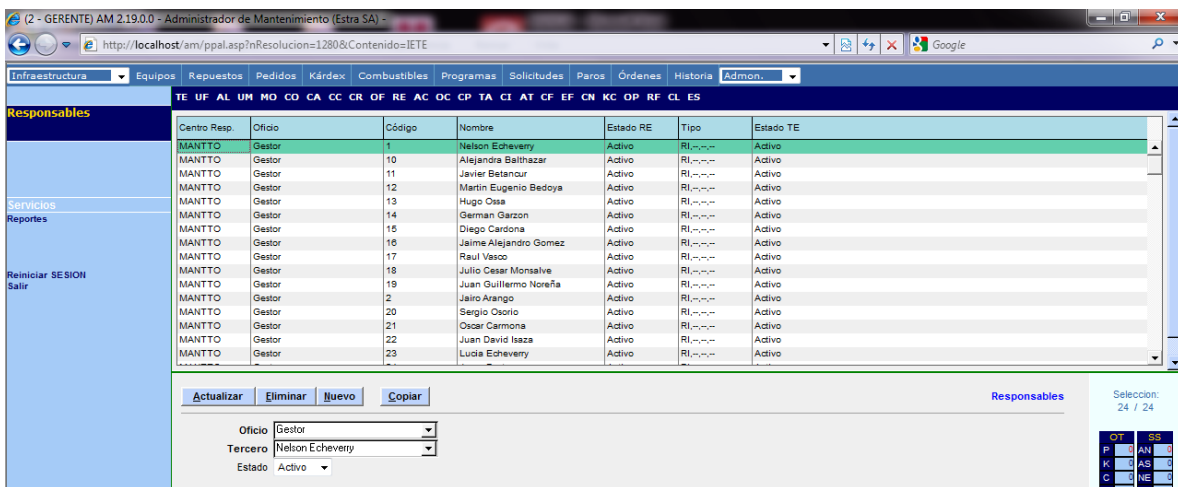 (2 - GERENTE) AM 2.19.0.0 - Administrador de Mantenimiento (Estra SA) -
http://localhost/am/ppal.asp?nResolucion=1280&Contenido=IETE Google
Infraestructura Equipos Repuestos Pedidos Kárdex Combustibles Programas Solicitudes Paros Órdenes Historia Admon.
TE UF AL UM MO CO CA CC CR OF RE AC OC CP TA CI AT CF EF CN KC OP RF CL ES
Responsables
Servicios
Reportes
Reiniciar SESION
Salir
Centro Resp. Oficio Código Nombre Estado RE Tipo Estado TE
MANTTO Gestor 1 Nelson Echeverry Activo RI,--,--,-- Activo
MANTTO Gestor 10 Alejandra Balthazar Activo RI,--,--,-- Activo
MANTTO Gestor 11 Javier Betancur Activo RI,--,--,-- Activo
MANTTO Gestor 12 Martin Eugenio Bedoya Activo RI,--,--,-- Activo
MANTTO Gestor 13 Hugo Ossa Activo RI,--,--,-- Activo
MANTTO Gestor 14 German Garzon Activo RI,--,--,-- Activo
MANTTO Gestor 15 Diego Cardona Activo RI,--,--,-- Activo
MANTTO Gestor 16 Jaime Alejandro Gomez Activo RI,--,--,-- Activo
MANTTO Gestor 17 Raul Vasco Activo RI,--,--,-- Activo
MANTTO Gestor 18 Julio Cesar Monsalve Activo RI,--,--,-- Activo
MANTTO Gestor 19 Juan Guillermo Noreña Activo RI,--,--,-- Activo
MANTTO Gestor 2 Jairo Arango Activo RI,--,--,-- Activo
MANTTO Gestor 20 Sergio Osorio Activo RI,--,--,-- Activo
MANTTO Gestor 21 Oscar Carmona Activo RI,--,--,-- Activo
MANTTO Gestor 22 Juan David Isaza Activo RI,--,--,-- Activo
MANTTO Gestor 23 Lucia Echeverry Activo RI,--,--,-- Activo
Actualizar Eliminar Nuevo Copiar Responsables
Oficio Gestor
Tercero Nelson Echeverry
Estado Activo
Seleccion:
24 / 24
OT SS
P 0 AN 0
K 0 AS 0
C 0 NE 0